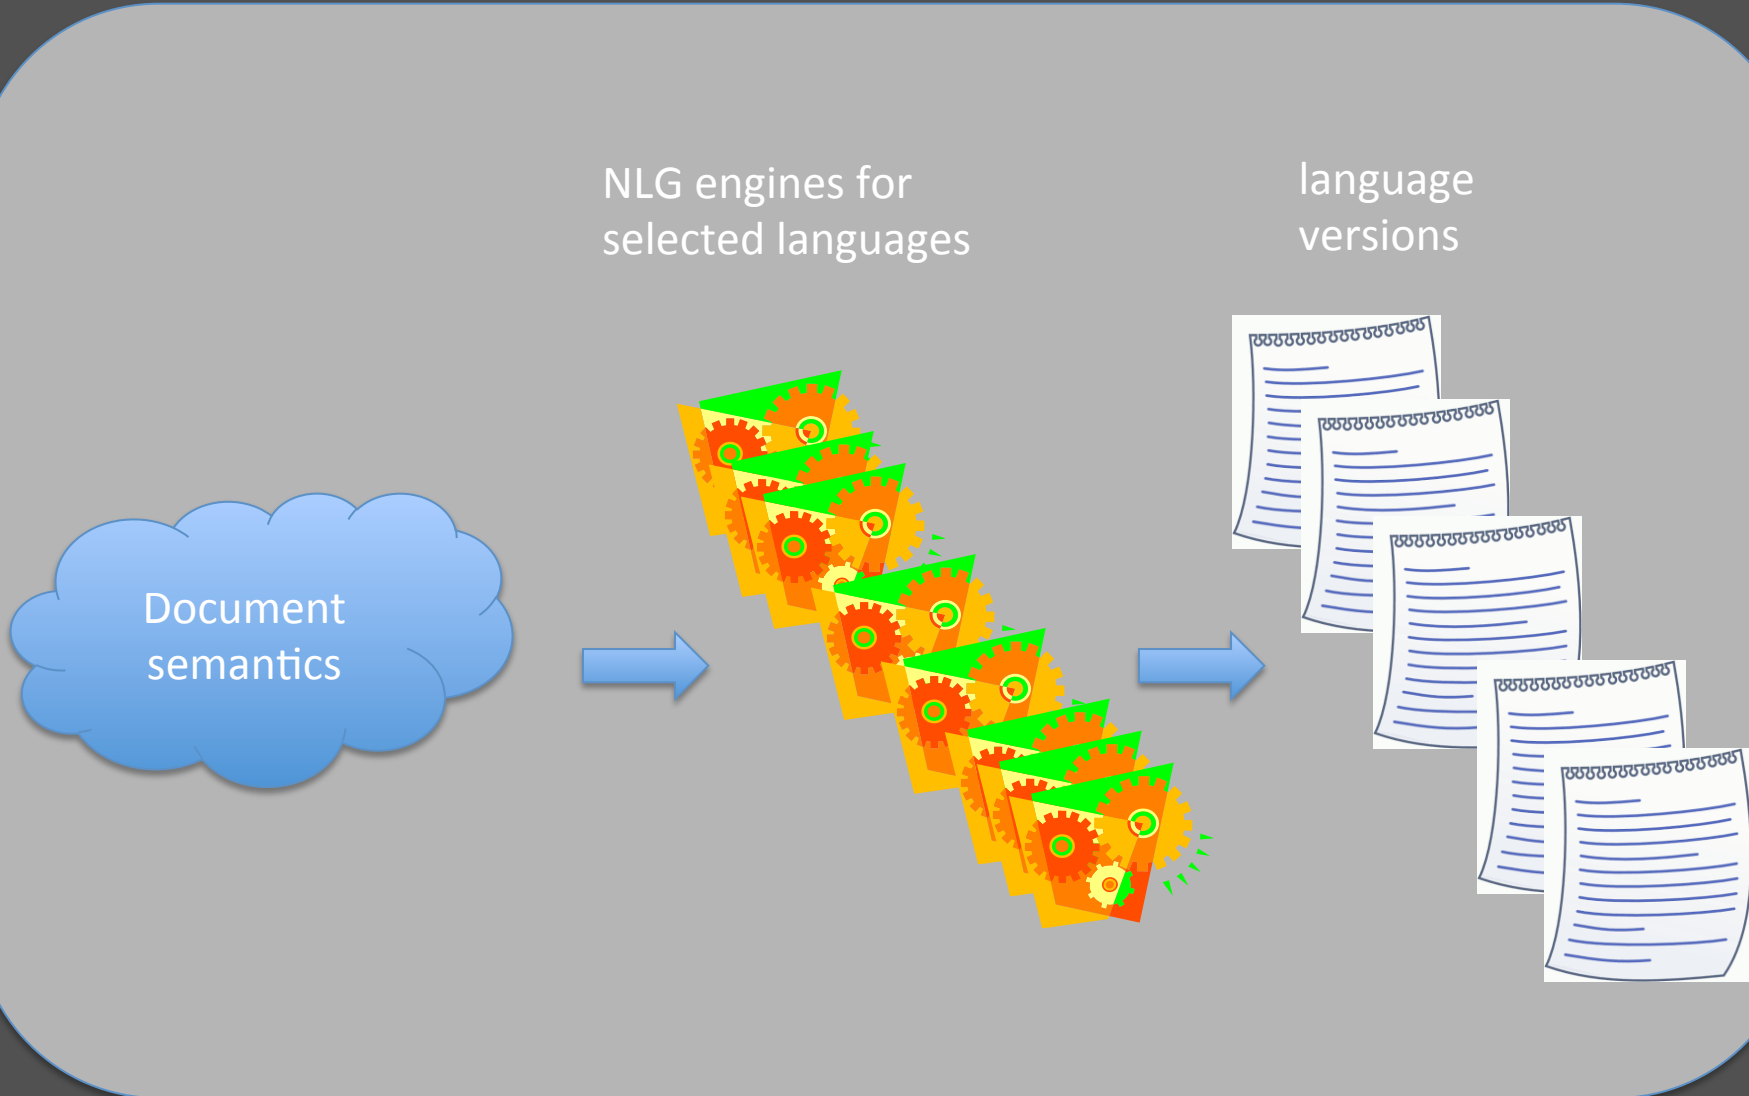 NLG engines for
selected languages
language
versions
Document
semantics